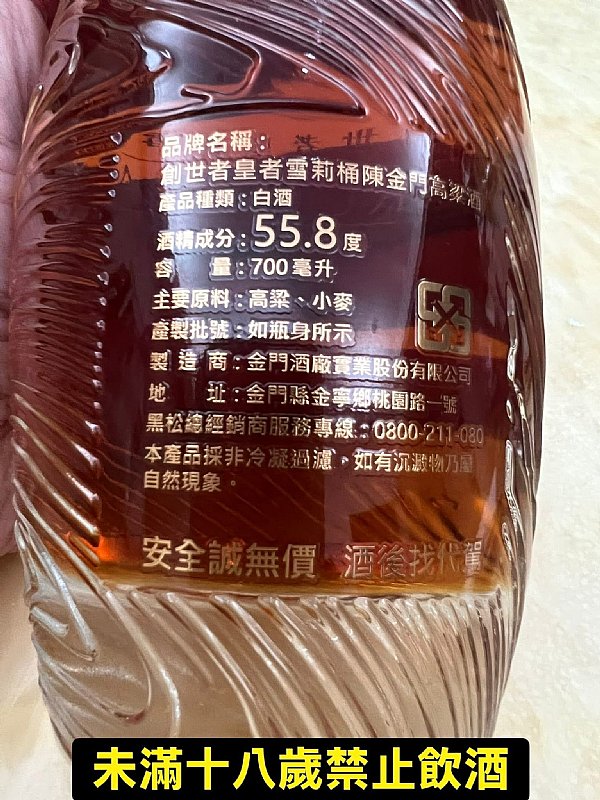 品牌名稱：
創世者皇者雪莉桶陳金門高粱酒
產品種類：白酒
酒精成分：55.8度
容 量：700毫升
主要原料：高粱、小麥
產製批號：如瓶身所示
製造商：金門酒廠實業股份有限公司
地 址：金門縣金寧鄉桃園路一號
黑松總經銷商服務專線：0800-211-080
本產品採非冷凝過濾，如有沉澱物乃屬
自然現象。
安全誠無價 酒後找代駕
未滿十八歲禁止飲酒